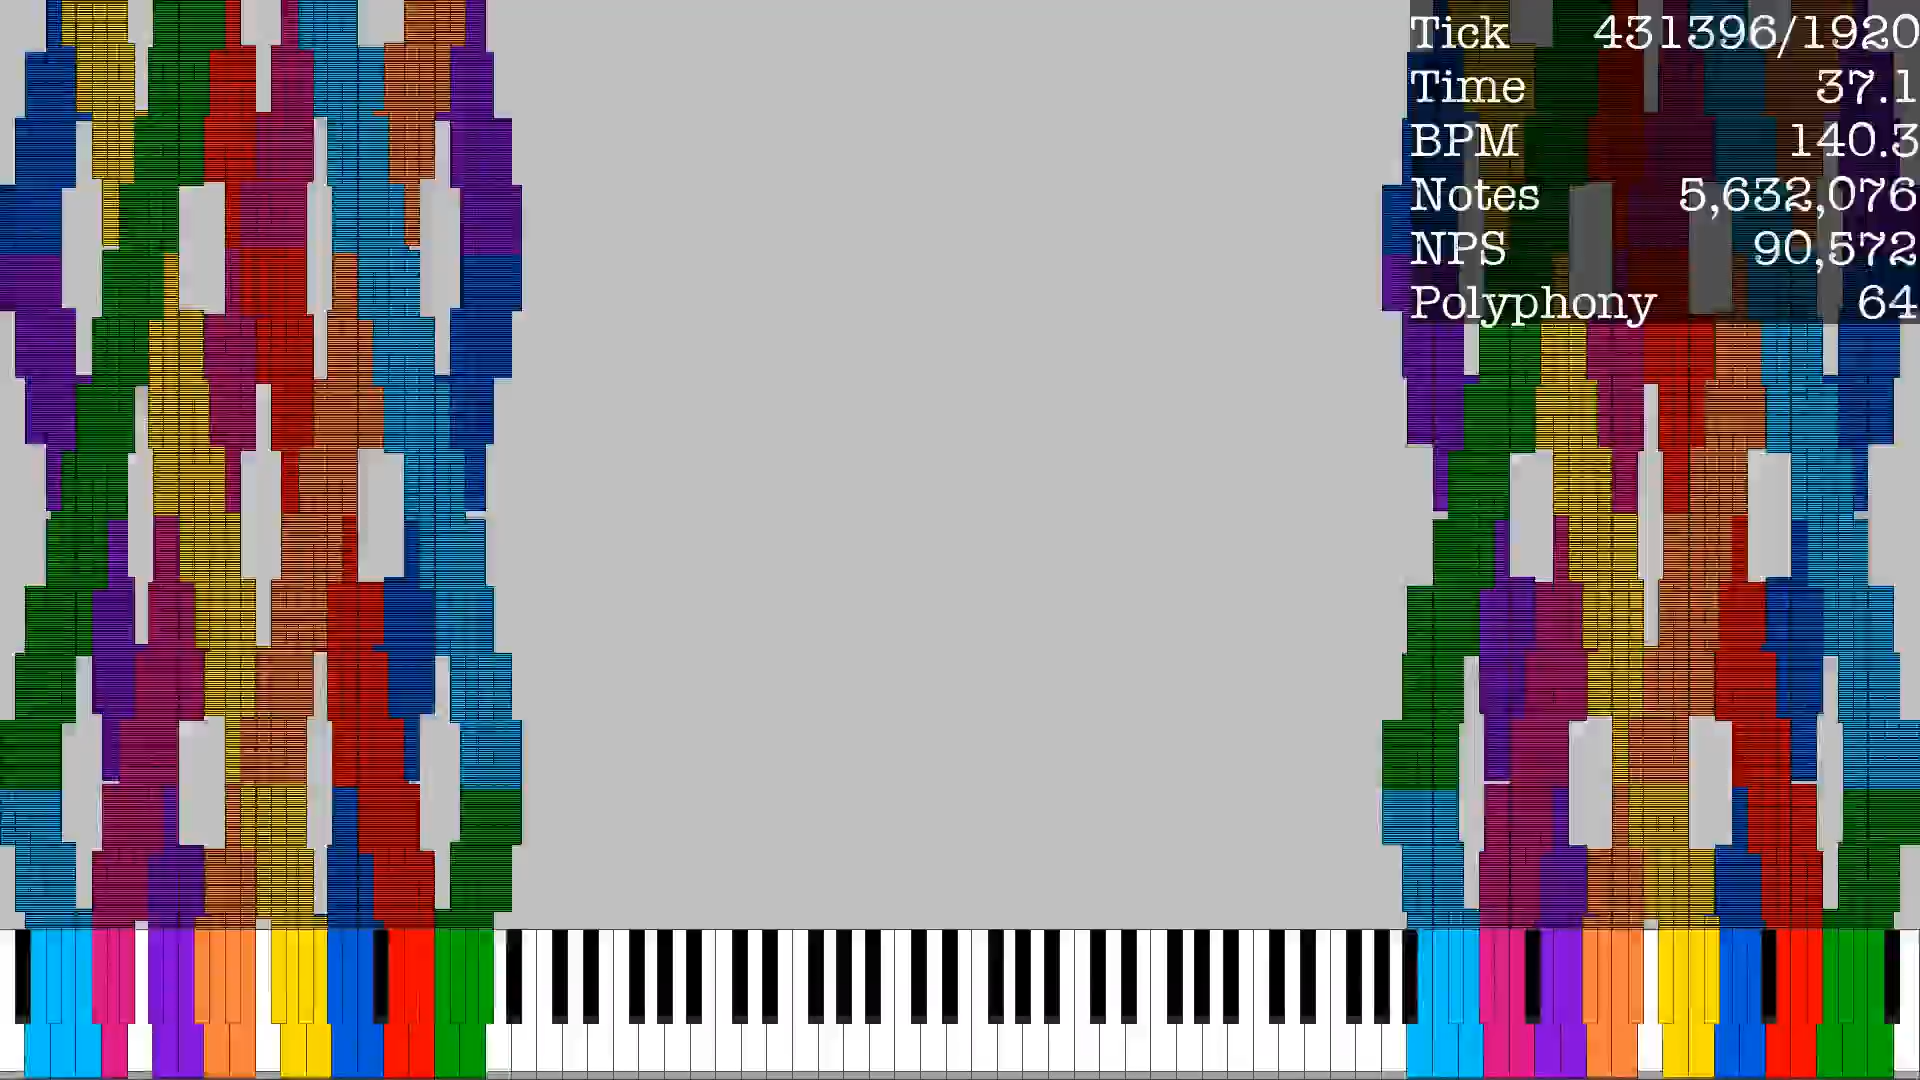 Tick 431396/1920
Time 37.1
BPM 140.3
Notes 5,632,076
NPS 90,572
Polyphony 64